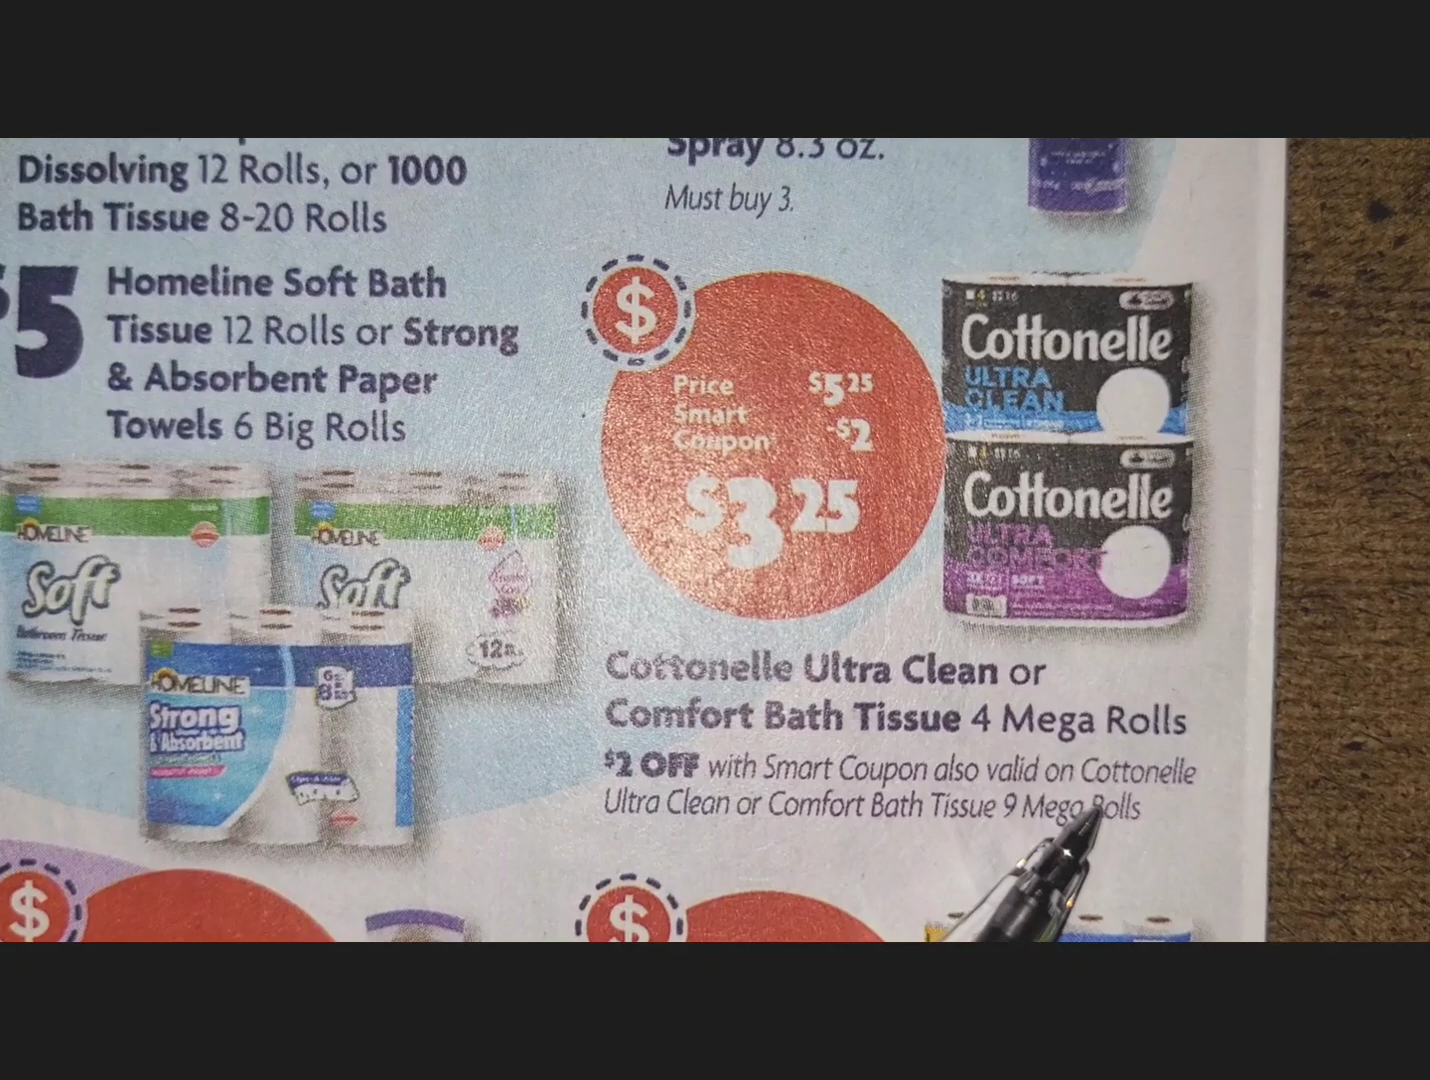 Dissolving 12 Rolls, or 1000
Bath Tissue 8-20 Rolls
$5
Homeline Soft Bath
Tissue 12 Rolls or Strong
& Absorbent Paper
Towels 6 Big Rolls
HOMELINE
Soft
Bathroom Tissue
HOMELINE
Soft
12
HOMELINE
Strong
& Absorbent
Spray 8.3 oz.
Must buy 3.
$
Price $5 25
Smart
Coupon -$2
$3 25
Cottonelle
ULTRA
CLEAN
Cottonelle
ULTRA
COMFORT
SOFT
Cottonelle Ultra Clean or
Comfort Bath Tissue 4 Mega Rolls
$2 OFF with Smart Coupon also valid on Cottonelle
Ultra Clean or Comfort Bath Tissue 9 Mega Rolls
$
$